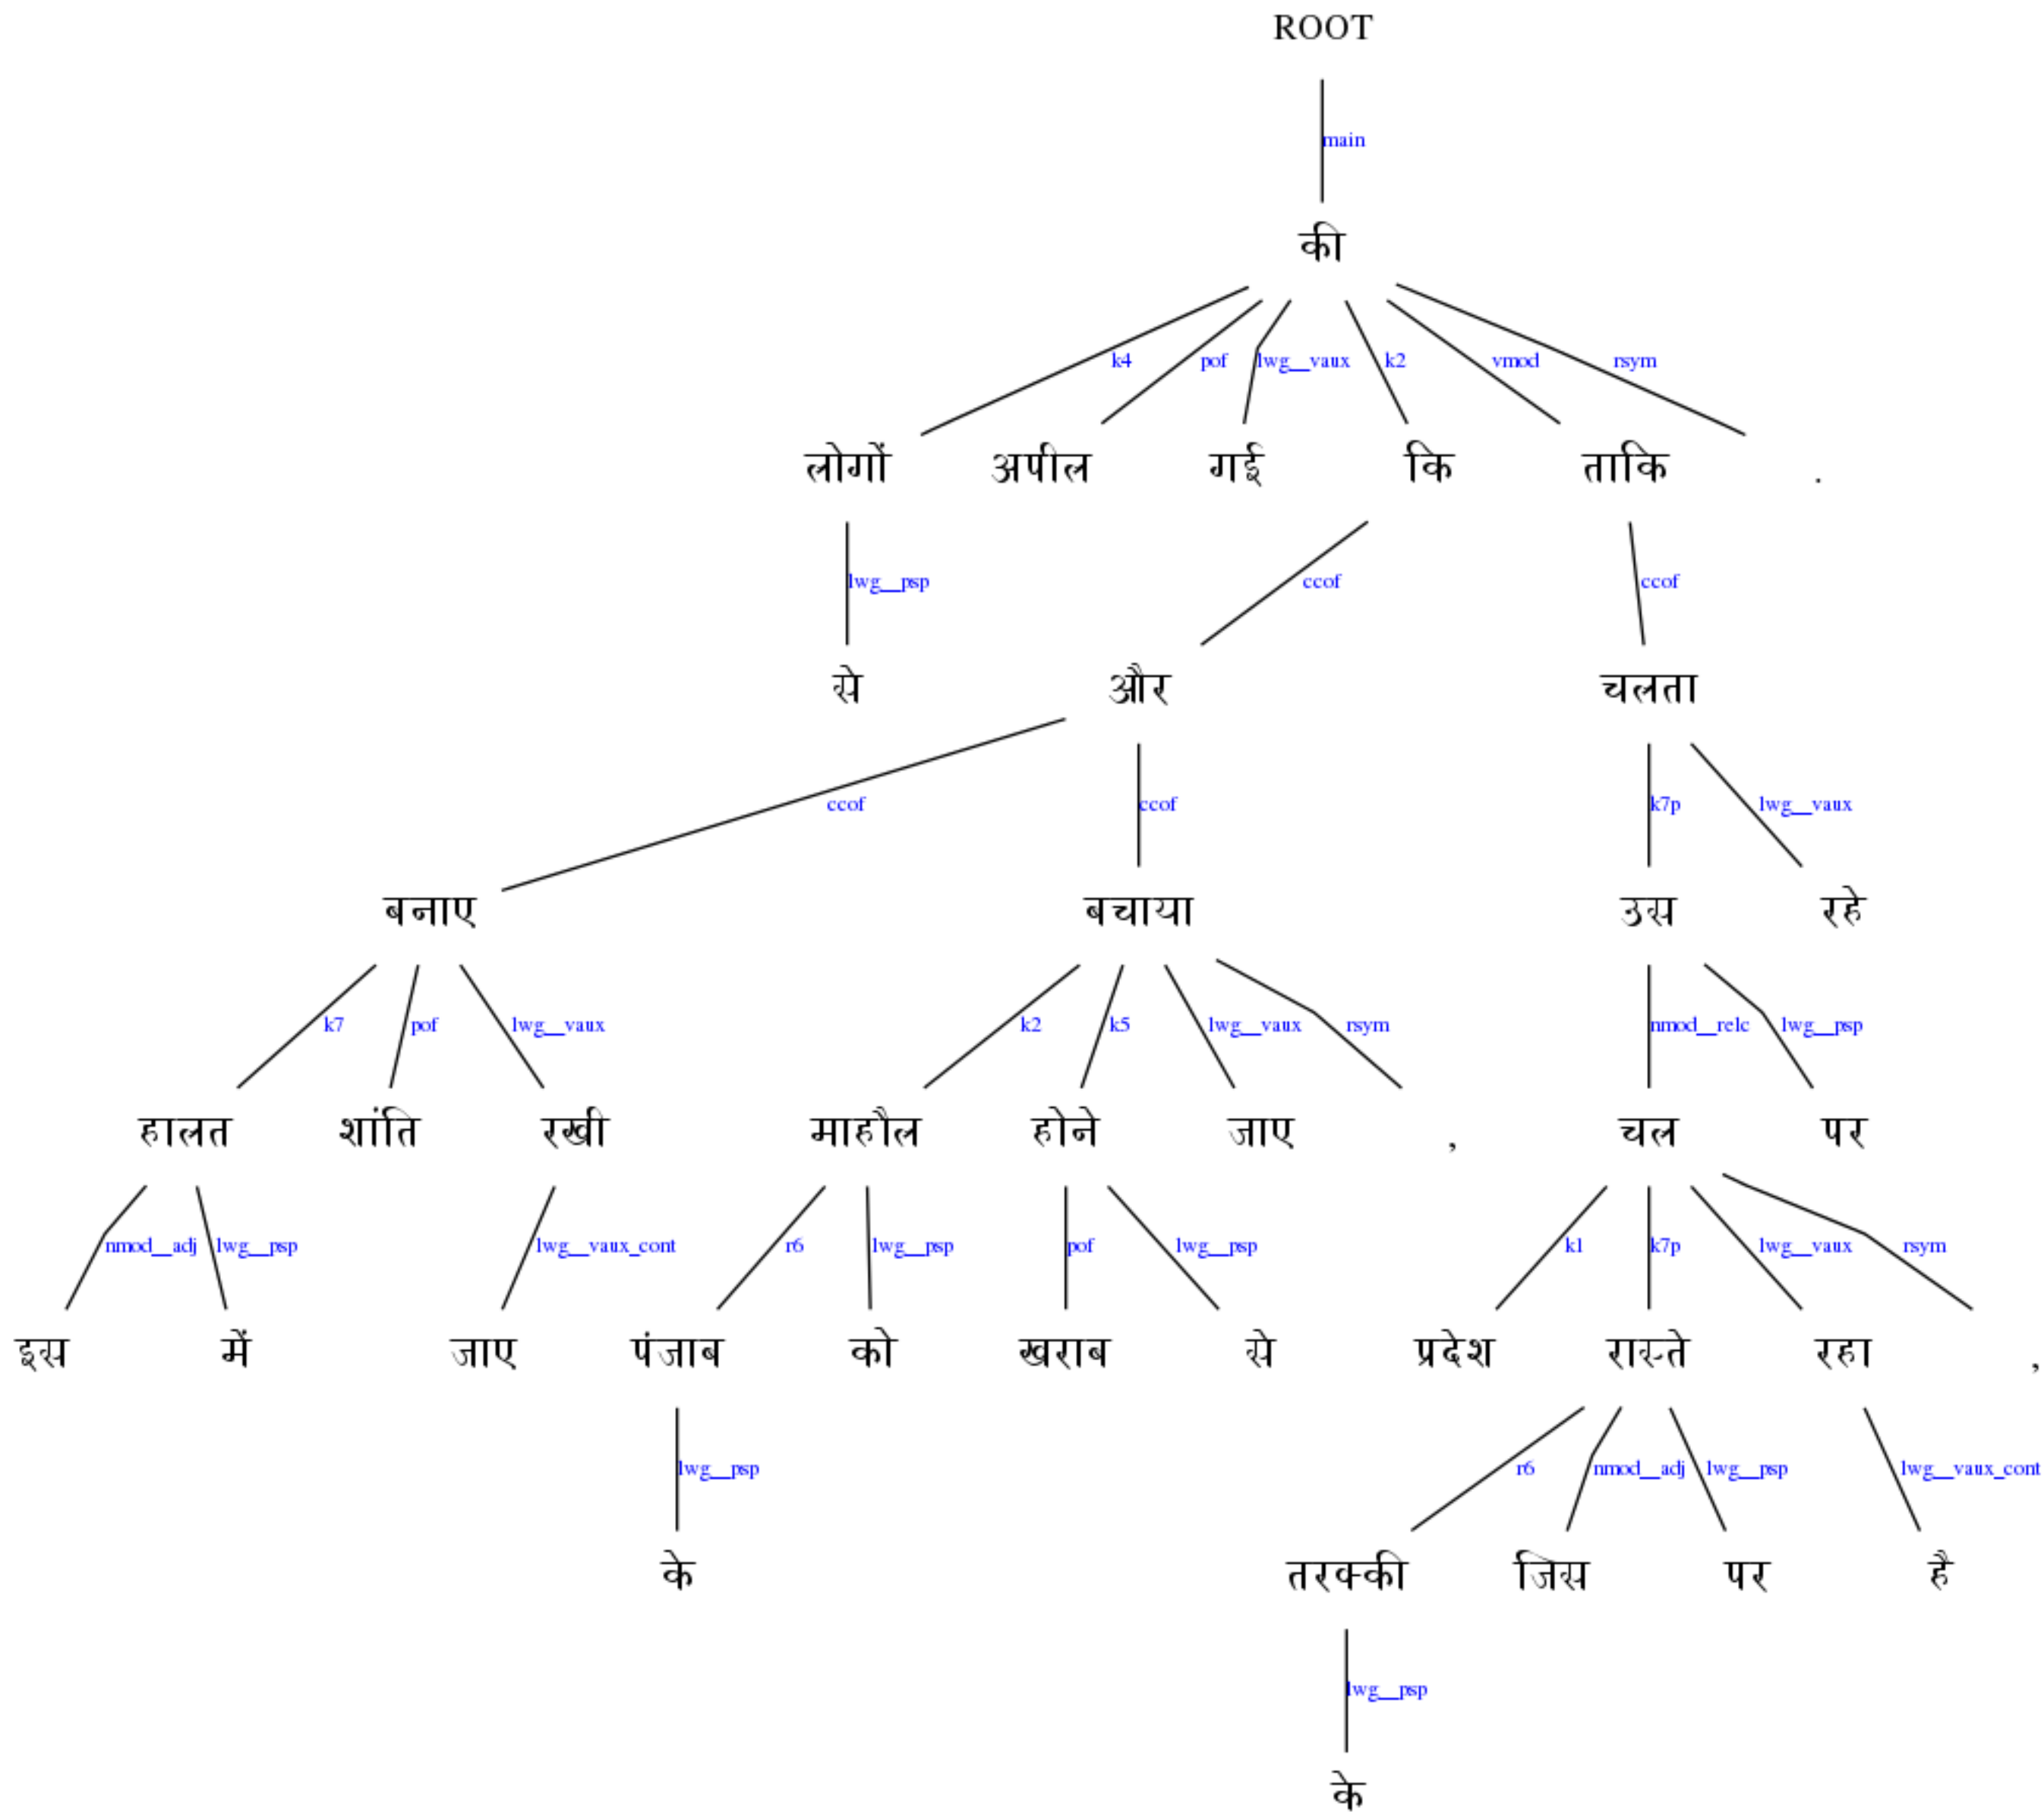 ROOT
main
की
k4 pof lwg__vaux k2 vmod rsym
लोगों अपील गई कि ताकि .
lwg__psp ccof ccof
से और चलता
ccof ccof k7p lwg__vaux
बनाए बचाया उस रहे
k7 pof lwg__vaux k2 k5 lwg__vaux rsym nmod__relc lwg__psp
हालत शांति रखी माहौल होने जाए , चल पर
nmod__adj lwg__psp lwg__vaux_cont r6 lwg__psp pof lwg__psp k1 k7p lwg__vaux rsym
इस में जाए पंजाब को खराब से प्रदेश रास्ते रहा ,
lwg__psp r6 nmod__adj lwg__psp lwg__vaux_cont
के तरक्की जिस पर है
lwg__psp
के